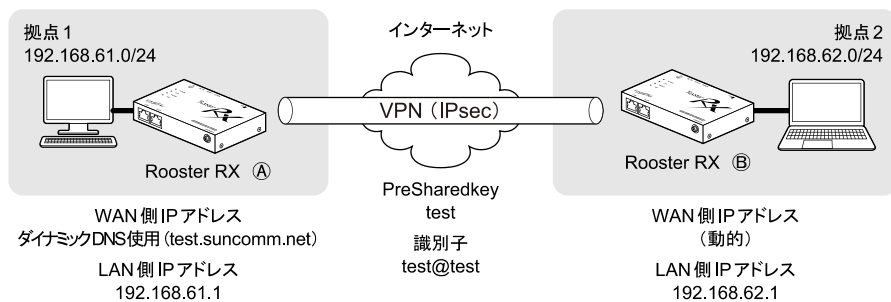 拠点1
192.168.61.0/24
Rooster RX Ⓐ
WAN側IPアドレス
ダイナミックDNS使用(test.suncomm.net)
LAN側IPアドレス
192.168.61.1
インターネット
VPN(IPsec)
PreSharedkey
test
識別子
test@test
拠点2
192.168.62.0/24
Rooster RX Ⓑ
WAN側IPアドレス
(動的)
LAN側IPアドレス
192.168.62.1